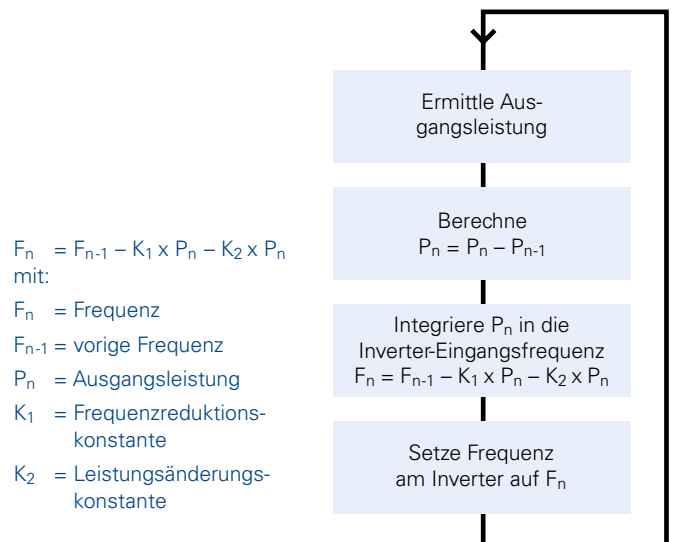 Ermittle Aus-
gangsleistung
Berechne
Pn = Pn – Pn-1
Integriere Pn in die
Inverter-Eingangsfrequenz
Fn = Fn-1 – K1 x Pn – K2 x Pn
Setze Frequenz
am Inverter auf Fn
Fn = Fn-1 – K1 x Pn – K2 x Pn
mit:
Fn = Frequenz
Fn-1 = vorige Frequenz
Pn = Ausgangsleistung
K1 = Frequenzreduktions-
konstante
K2 = Leistungsänderungs-
konstante